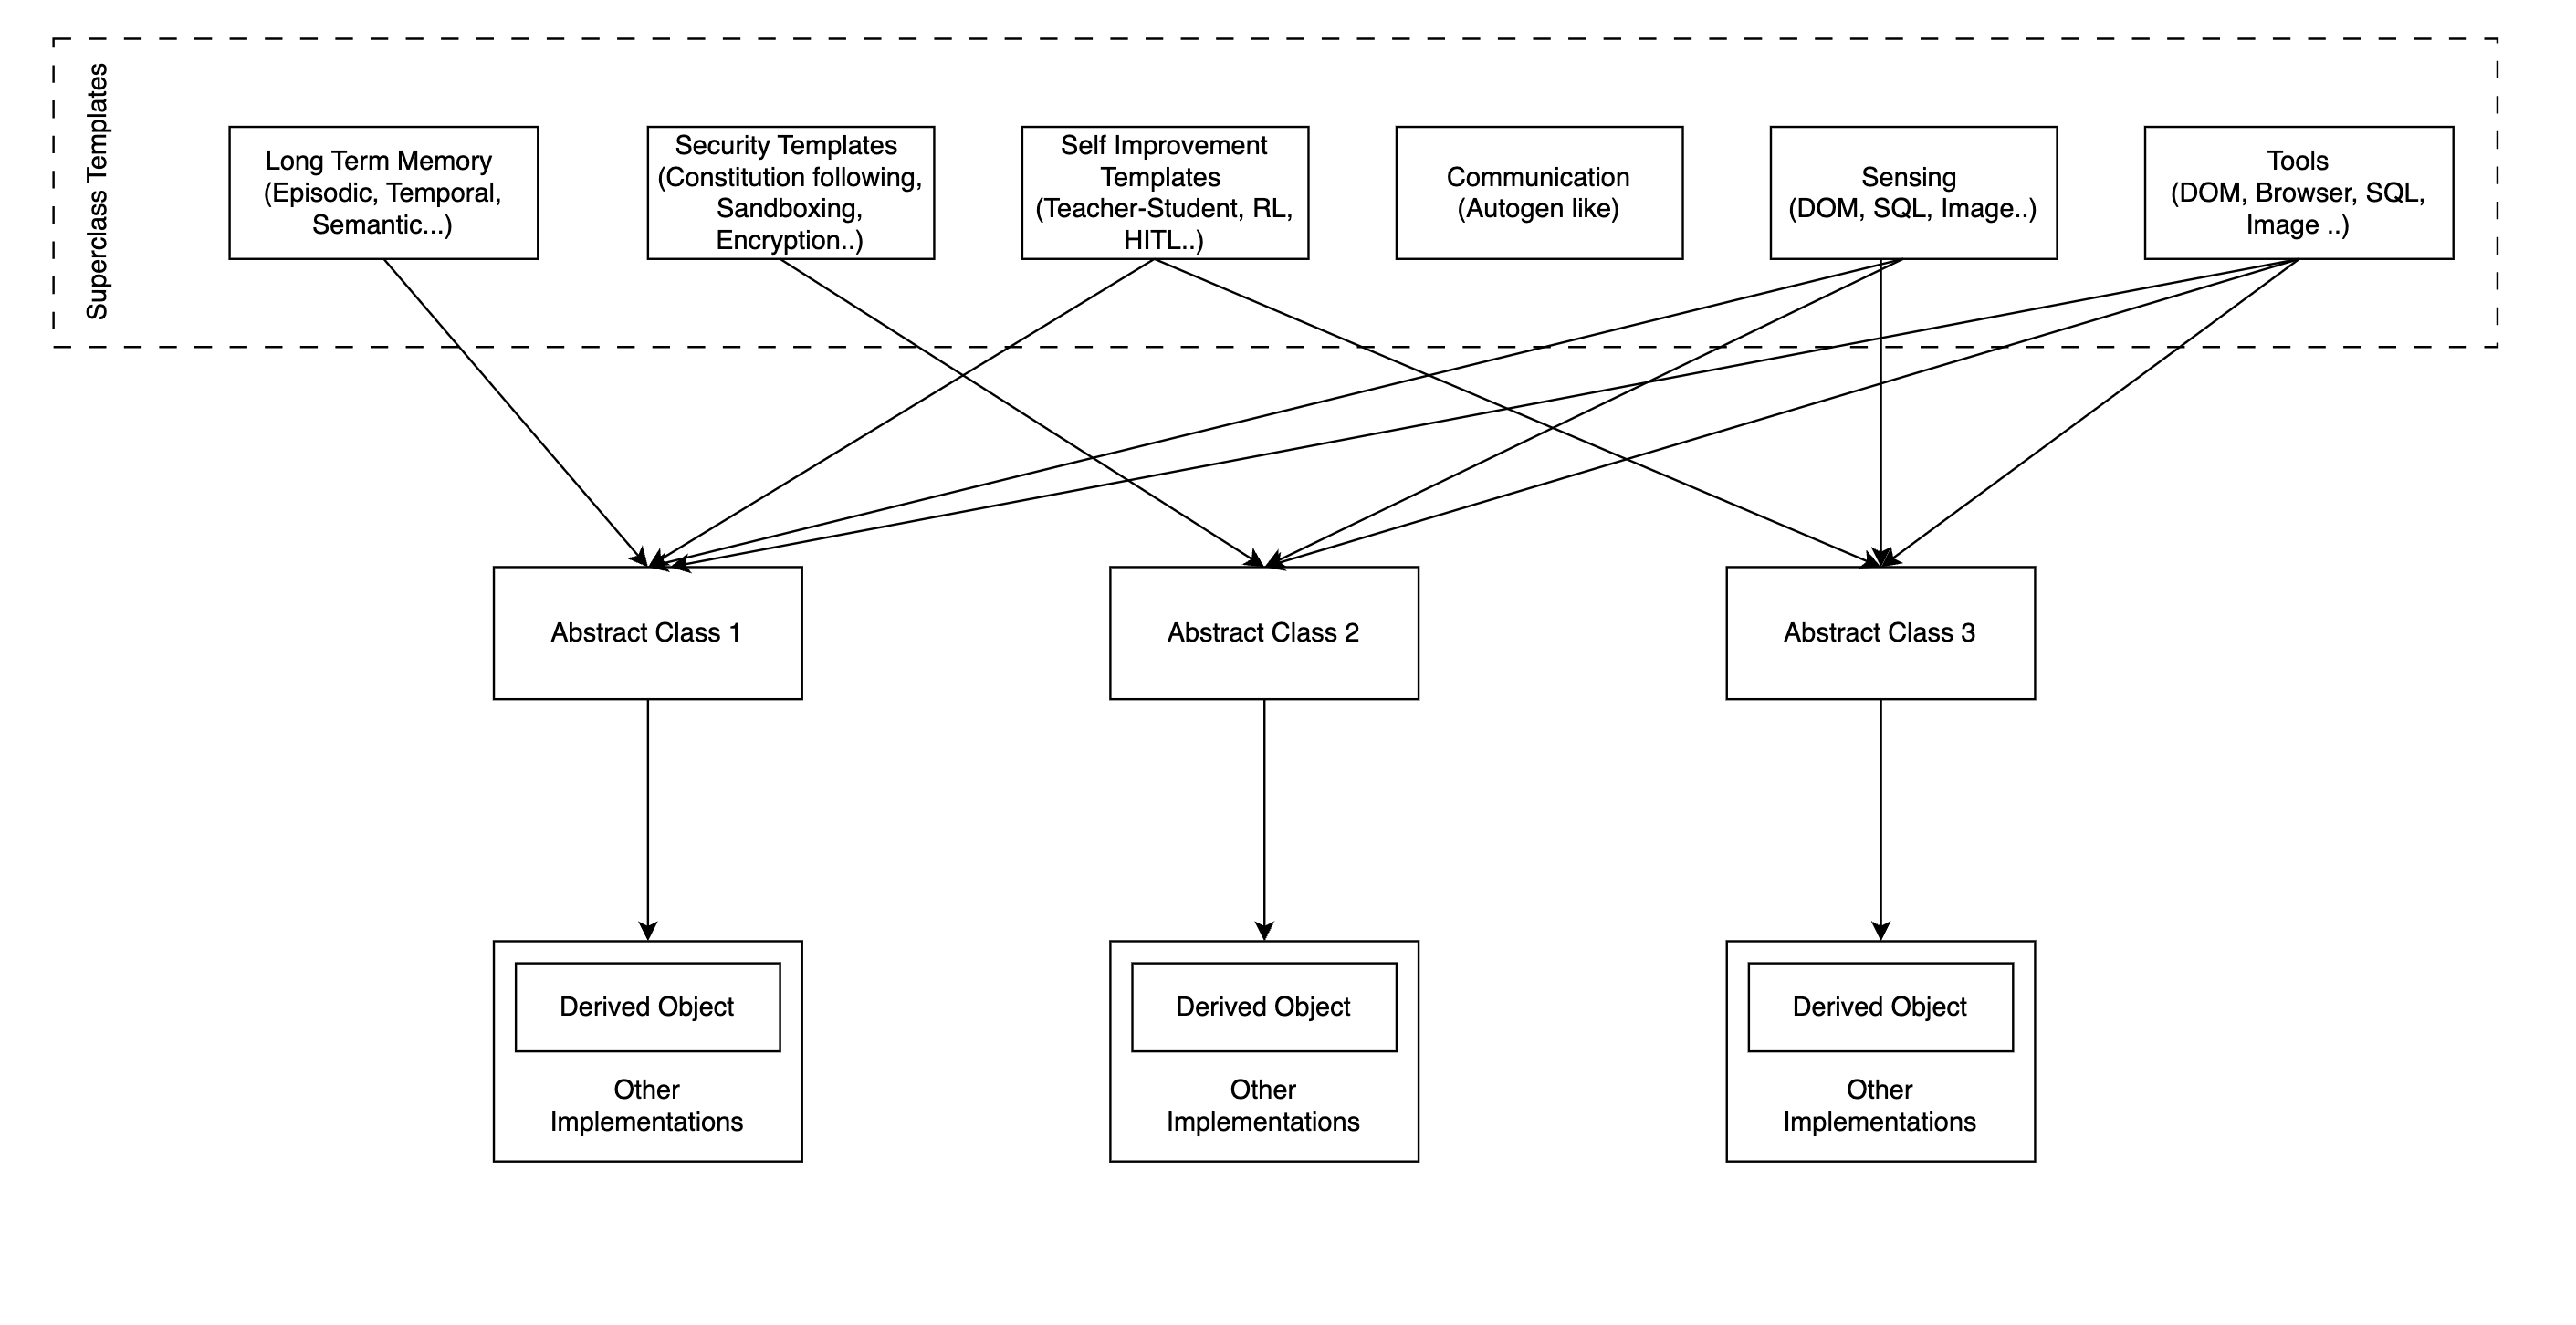 Superclass Templates
Long Term Memory
(Episodic, Temporal,
Semantic...)
Security Templates
(Constitution following,
Sandboxing,
Encryption..)
Self Improvement
Templates
(Teacher-Student, RL,
HITL..)
Communication
(Autogen like)
Sensing
(DOM, SQL, Image..)
Tools
(DOM, Browser, SQL,
Image ..)
Abstract Class 1
Abstract Class 2
Abstract Class 3
Derived Object
Other
Implementations
Derived Object
Other
Implementations
Derived Object
Other
Implementations